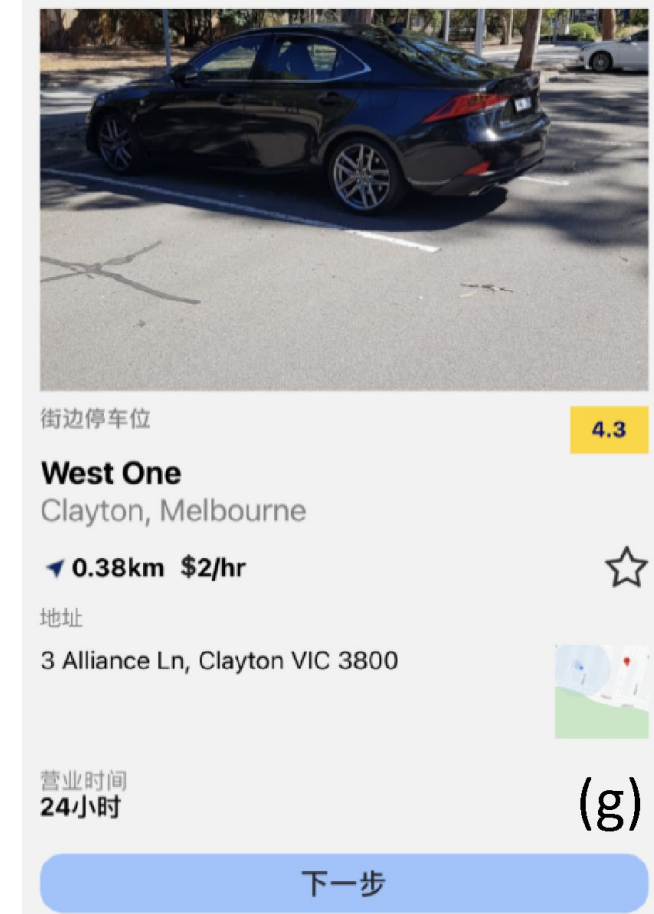 街边停车位
4.3
West One
Clayton, Melbourne
0.38km $2/hr
地址
3 Alliance Ln, Clayton VIC 3800
营业时间
24小时
(g)
下一步